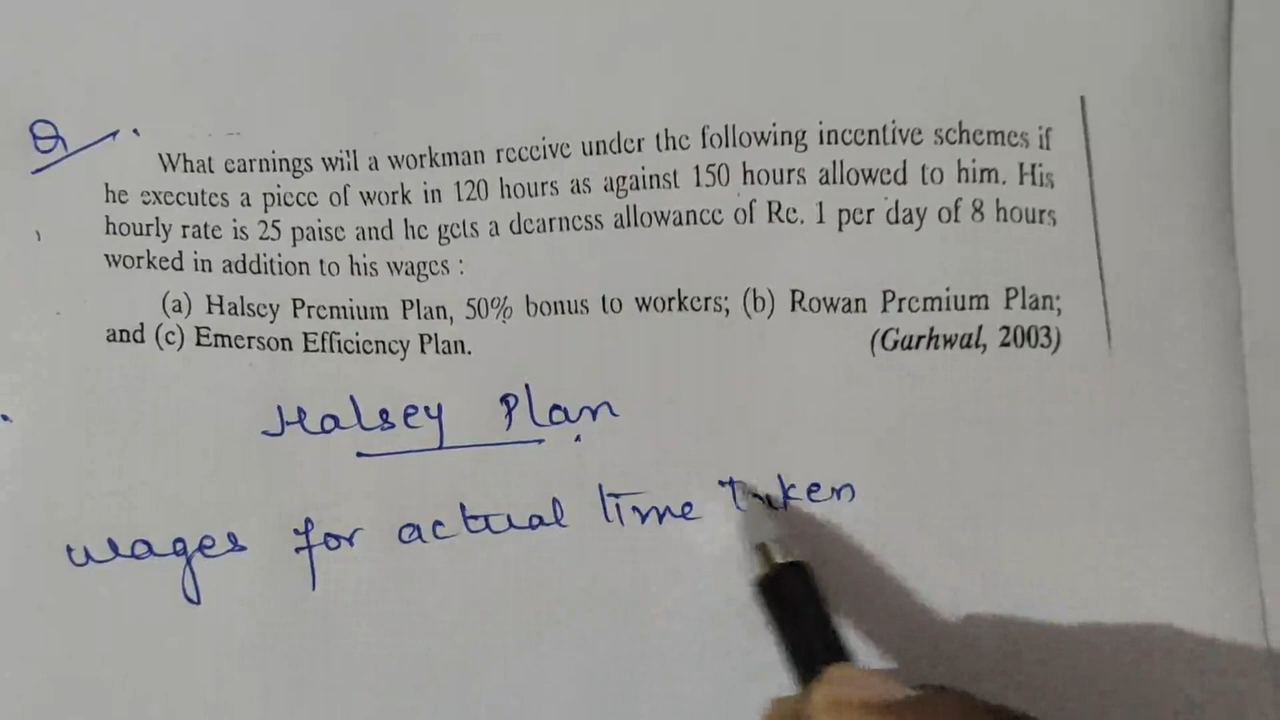 Q
What earnings will a workman receive under the following incentive schemes if
he executes a piece of work in 120 hours as against 150 hours allowed to him. His
hourly rate is 25 paise and he gets a dearness allowance of Re. 1 per day of 8 hours
worked in addition to his wages :
(a) Halsey Premium Plan, 50% bonus to workers; (b) Rowan Premium Plan;
and (c) Emerson Efficiency Plan. (Garhwal, 2003)
Halsey Plan
wages for actual time taken